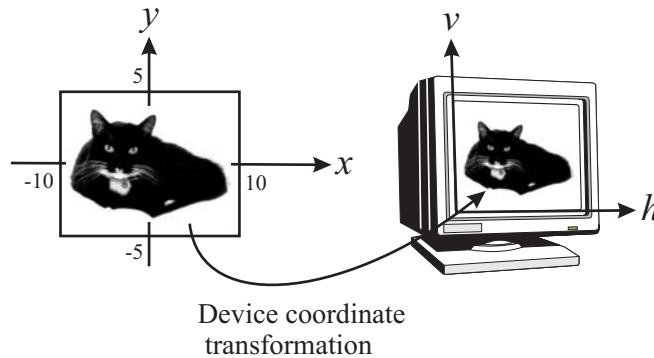 y
5
-10
10
x
-5
v
h
Device coordinate
transformation